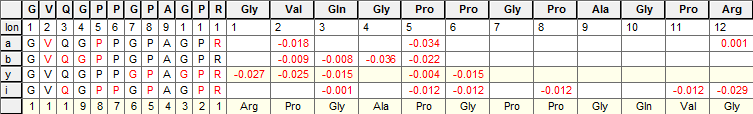 G V Q G P P G P A G P R Gly Val Gln Gly Pro Pro Gly Pro Ala Gly Pro Arg
Ion 1 2 3 4 5 6 7 8 9 1 1 1 1 2 3 4 5 6 7 8 9 10 11 12
a G V Q G P P G P A G P R -0.018 -0.034 0.001
b G V Q G P P G P A G P R -0.009 -0.008 -0.036 -0.022
y G V Q G P P G P A G P R -0.027 -0.025 -0.015 -0.004 -0.015
i G V Q G P P G P A G P R -0.001 -0.012 -0.012 -0.012 -0.012 -0.029
1 1 1 9 8 7 6 5 4 3 2 1 Arg Pro Gly Ala Pro Gly Pro Pro Gly Gln Val Gly